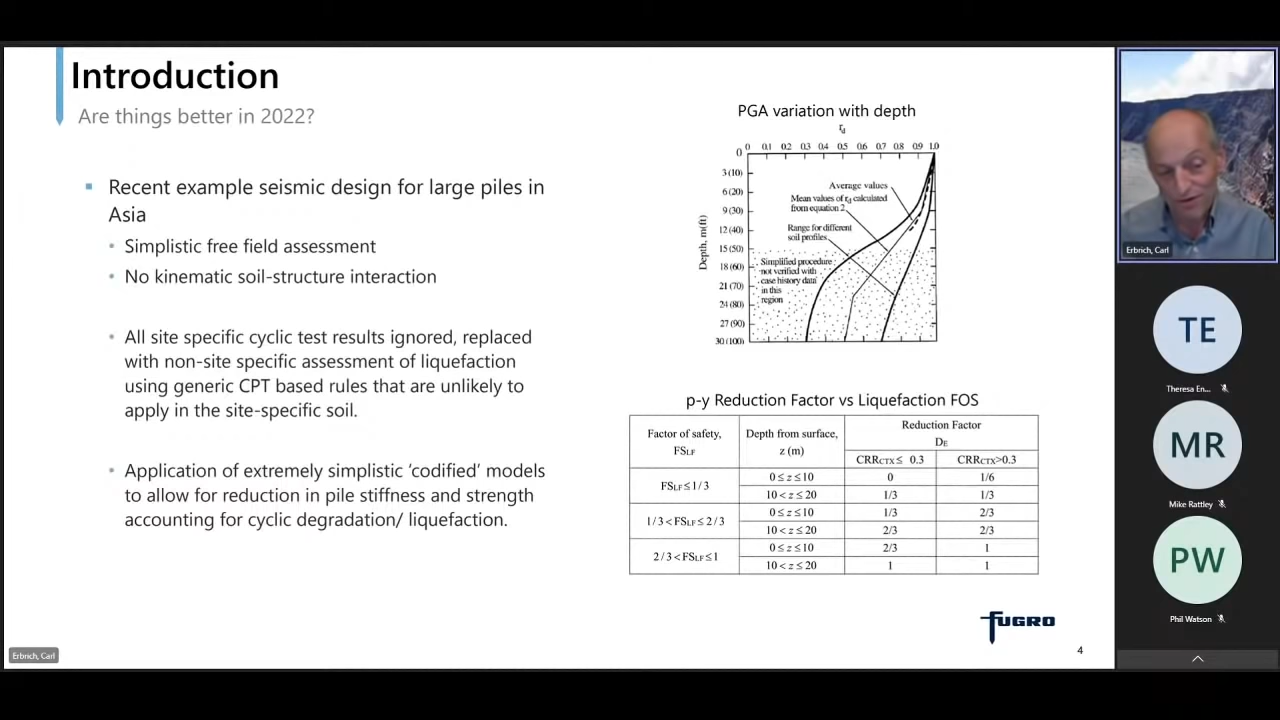 Introduction
Are things better in 2022?
Recent example seismic design for large piles in
Asia
Simplistic free field assessment
No kinematic soil-structure interaction
All site specific cyclic test results ignored, replaced
with non-site specific assessment of liquefaction
using generic CPT based rules that are unlikely to
apply in the site-specific soil.
Application of extremely simplistic ‘codified’ models
to allow for reduction in pile stiffness and strength
accounting for cyclic degradation/ liquefaction.
PGA variation with depth
rd
0 0.1 0.2 0.3 0.4 0.5 0.6 0.7 0.8 0.9 1.0
0
3 (10)
6 (20)
9 (30)
12 (40)
15 (50)
18 (60)
21 (70)
24 (80)
27 (90)
30 (100)
Depth, m(ft)
Average values
Mean values of rd calculated
from equation 2
Range for different
soil profiles
Simplified procedure
not verified with
case history data
in this
region
p-y Reduction Factor vs Liquefaction FOS
Factor of safety,
FSLF
Depth from surface,
z (m)
Reduction Factor
DE
CRRCTX≤ 0.3 CRRCTX>0.3
FSLF≤1/3
0≤z≤10 0 1/6
10<z≤20 1/3 1/3
1/3<FSLF≤2/3
0≤z≤10 1/3 2/3
10<z≤20 2/3 2/3
2/3<FSLF≤1
0≤z≤10 2/3 1
10<z≤20 1 1
FUGRO
4
Erbrich, Carl
Erbrich, Carl
TE
Theresa En...
MR
Mike Rattley
PW
Phil Watson